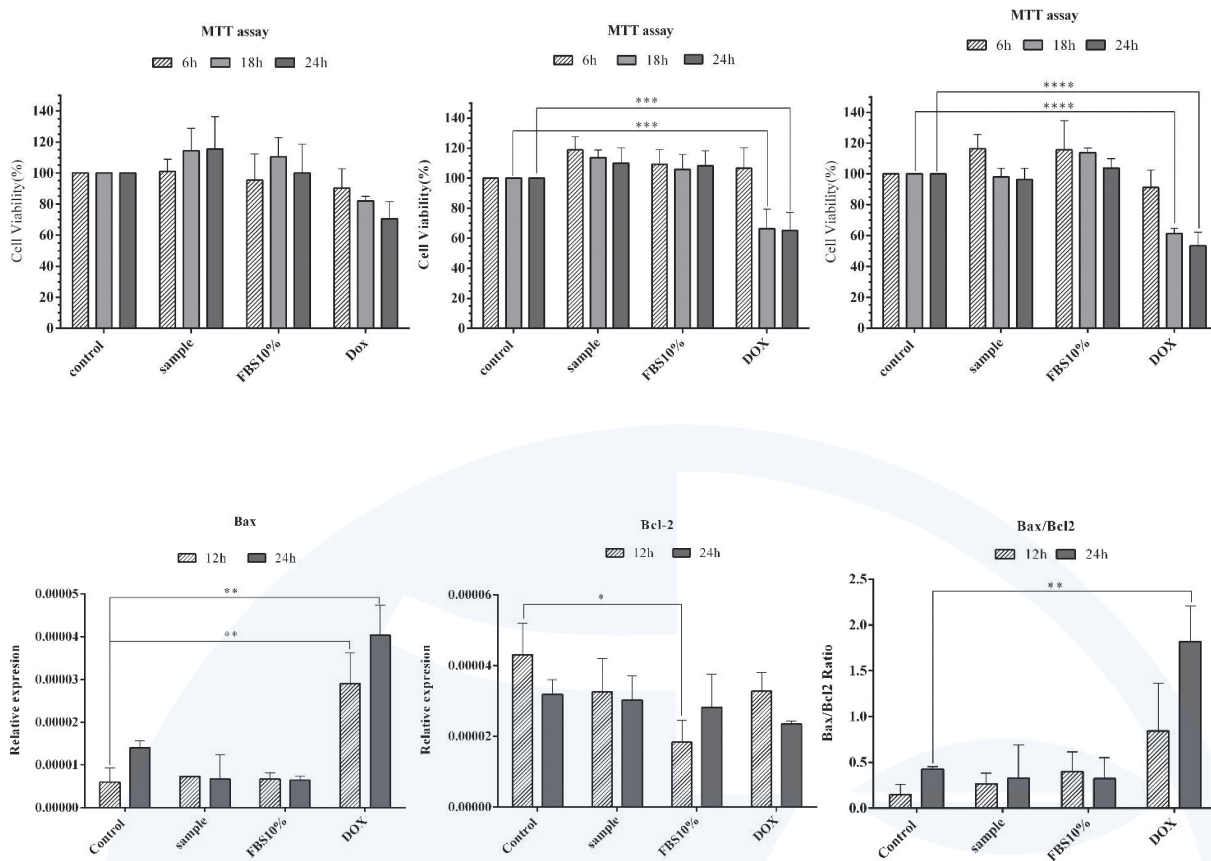 MTT assay
6h 18h 24h
Cell Viability(%)
140
120
100
80
60
40
20
0
control sample FBS10% Dox
MTT assay
6h 18h 24h
***
***
Cell Viability(%)
140
120
100
80
60
40
20
0
control sample FBS10% DOX
MTT assay
6h 18h 24h
****
****
Cell Viability(%)
140
120
100
80
60
40
20
0
control sample FBS10% DOX
Bax
12h 24h
**
**
Relative expresion
0.00005
0.00004
0.00003
0.00002
0.00001
0.00000
Control sample FBS10% DOX
Bcl-2
12h 24h
*
Relative expresion
0.00006
0.00004
0.00002
0.00000
Control sample FBS10% DOX
Bax/Bcl2
12h 24h
**
Bax/Bcl2 Ratio
2.5
2.0
1.5
1.0
0.5
0.0
Control sample FBS10% DOX